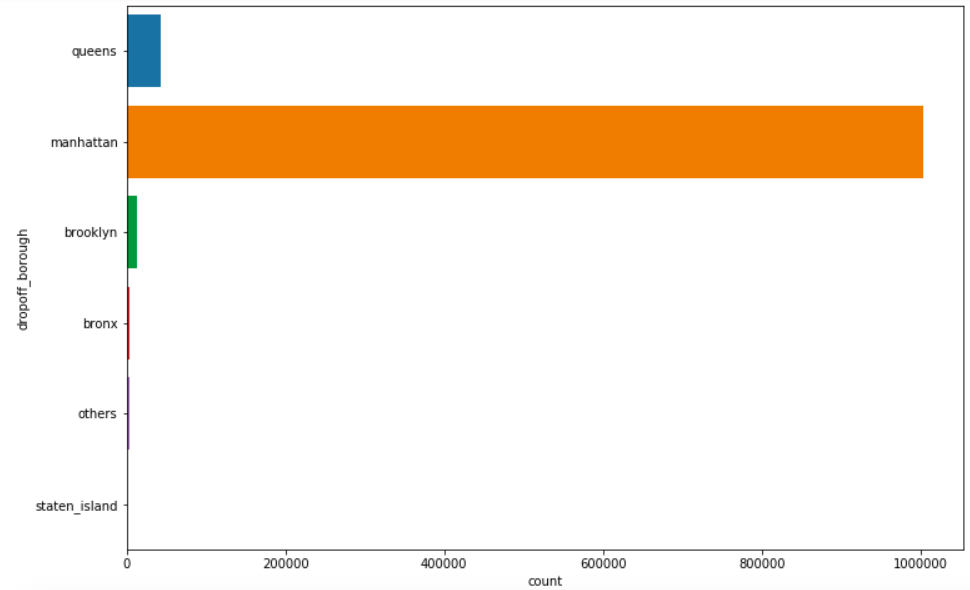 queens
manhattan
brooklyn
bronx
others
staten_island
dropoff_borough
0 200000 400000 600000 800000 1000000
count